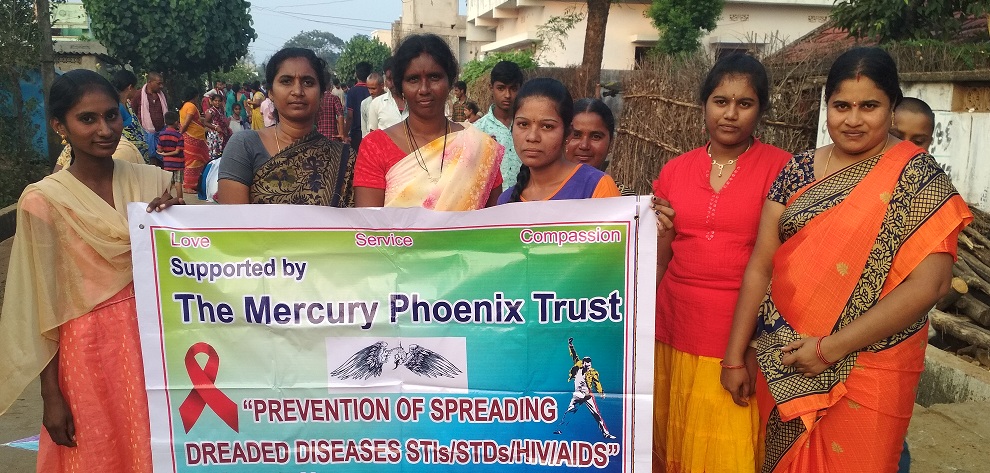 Love Service Compassion
Supported by
The Mercury Phoenix Trust
"PREVENTION OF SPREADING
DREADED DISEASES STIs/STDs/HIV/AIDS"